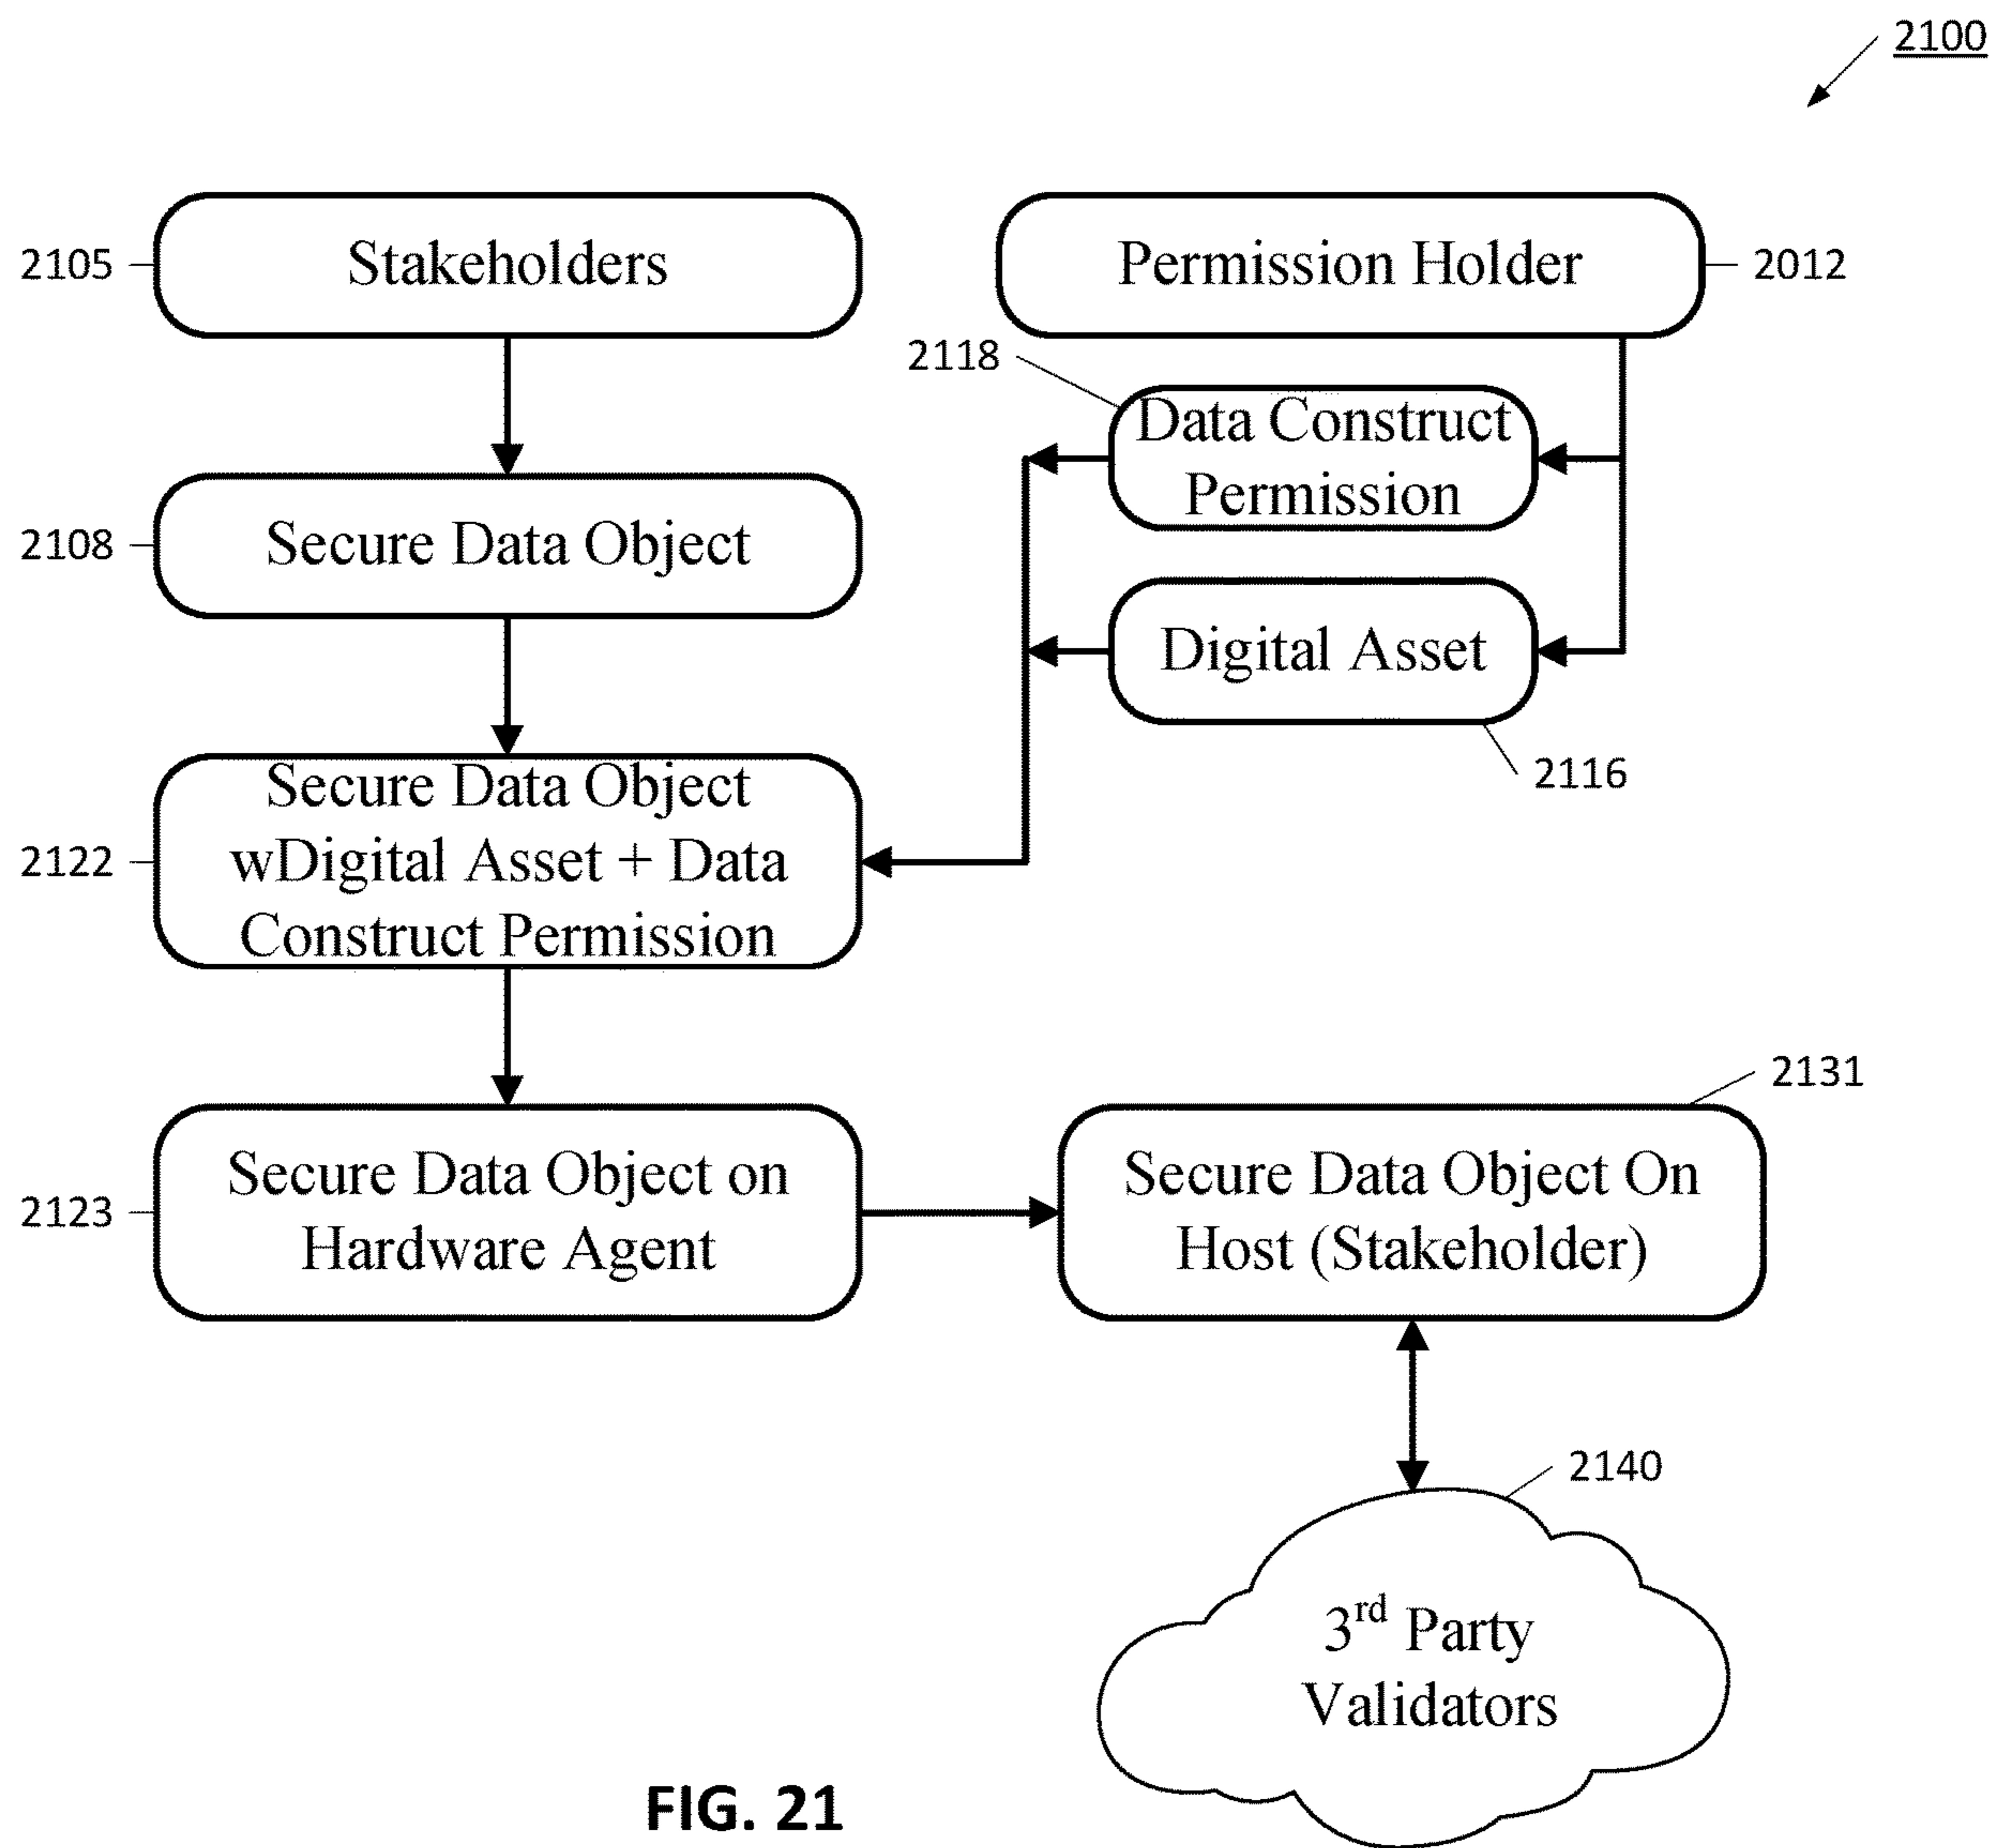 2100
2105
Stakeholders
Permission Holder
2012
2118
Data Construct
Permission
2108
Secure Data Object
Digital Asset
2116
2122
Secure Data Object
wDigital Asset + Data
Construct Permission
2131
2123
Secure Data Object on
Hardware Agent
Secure Data Object On
Host (Stakeholder)
2140
3rd Party
Validators
FIG. 21